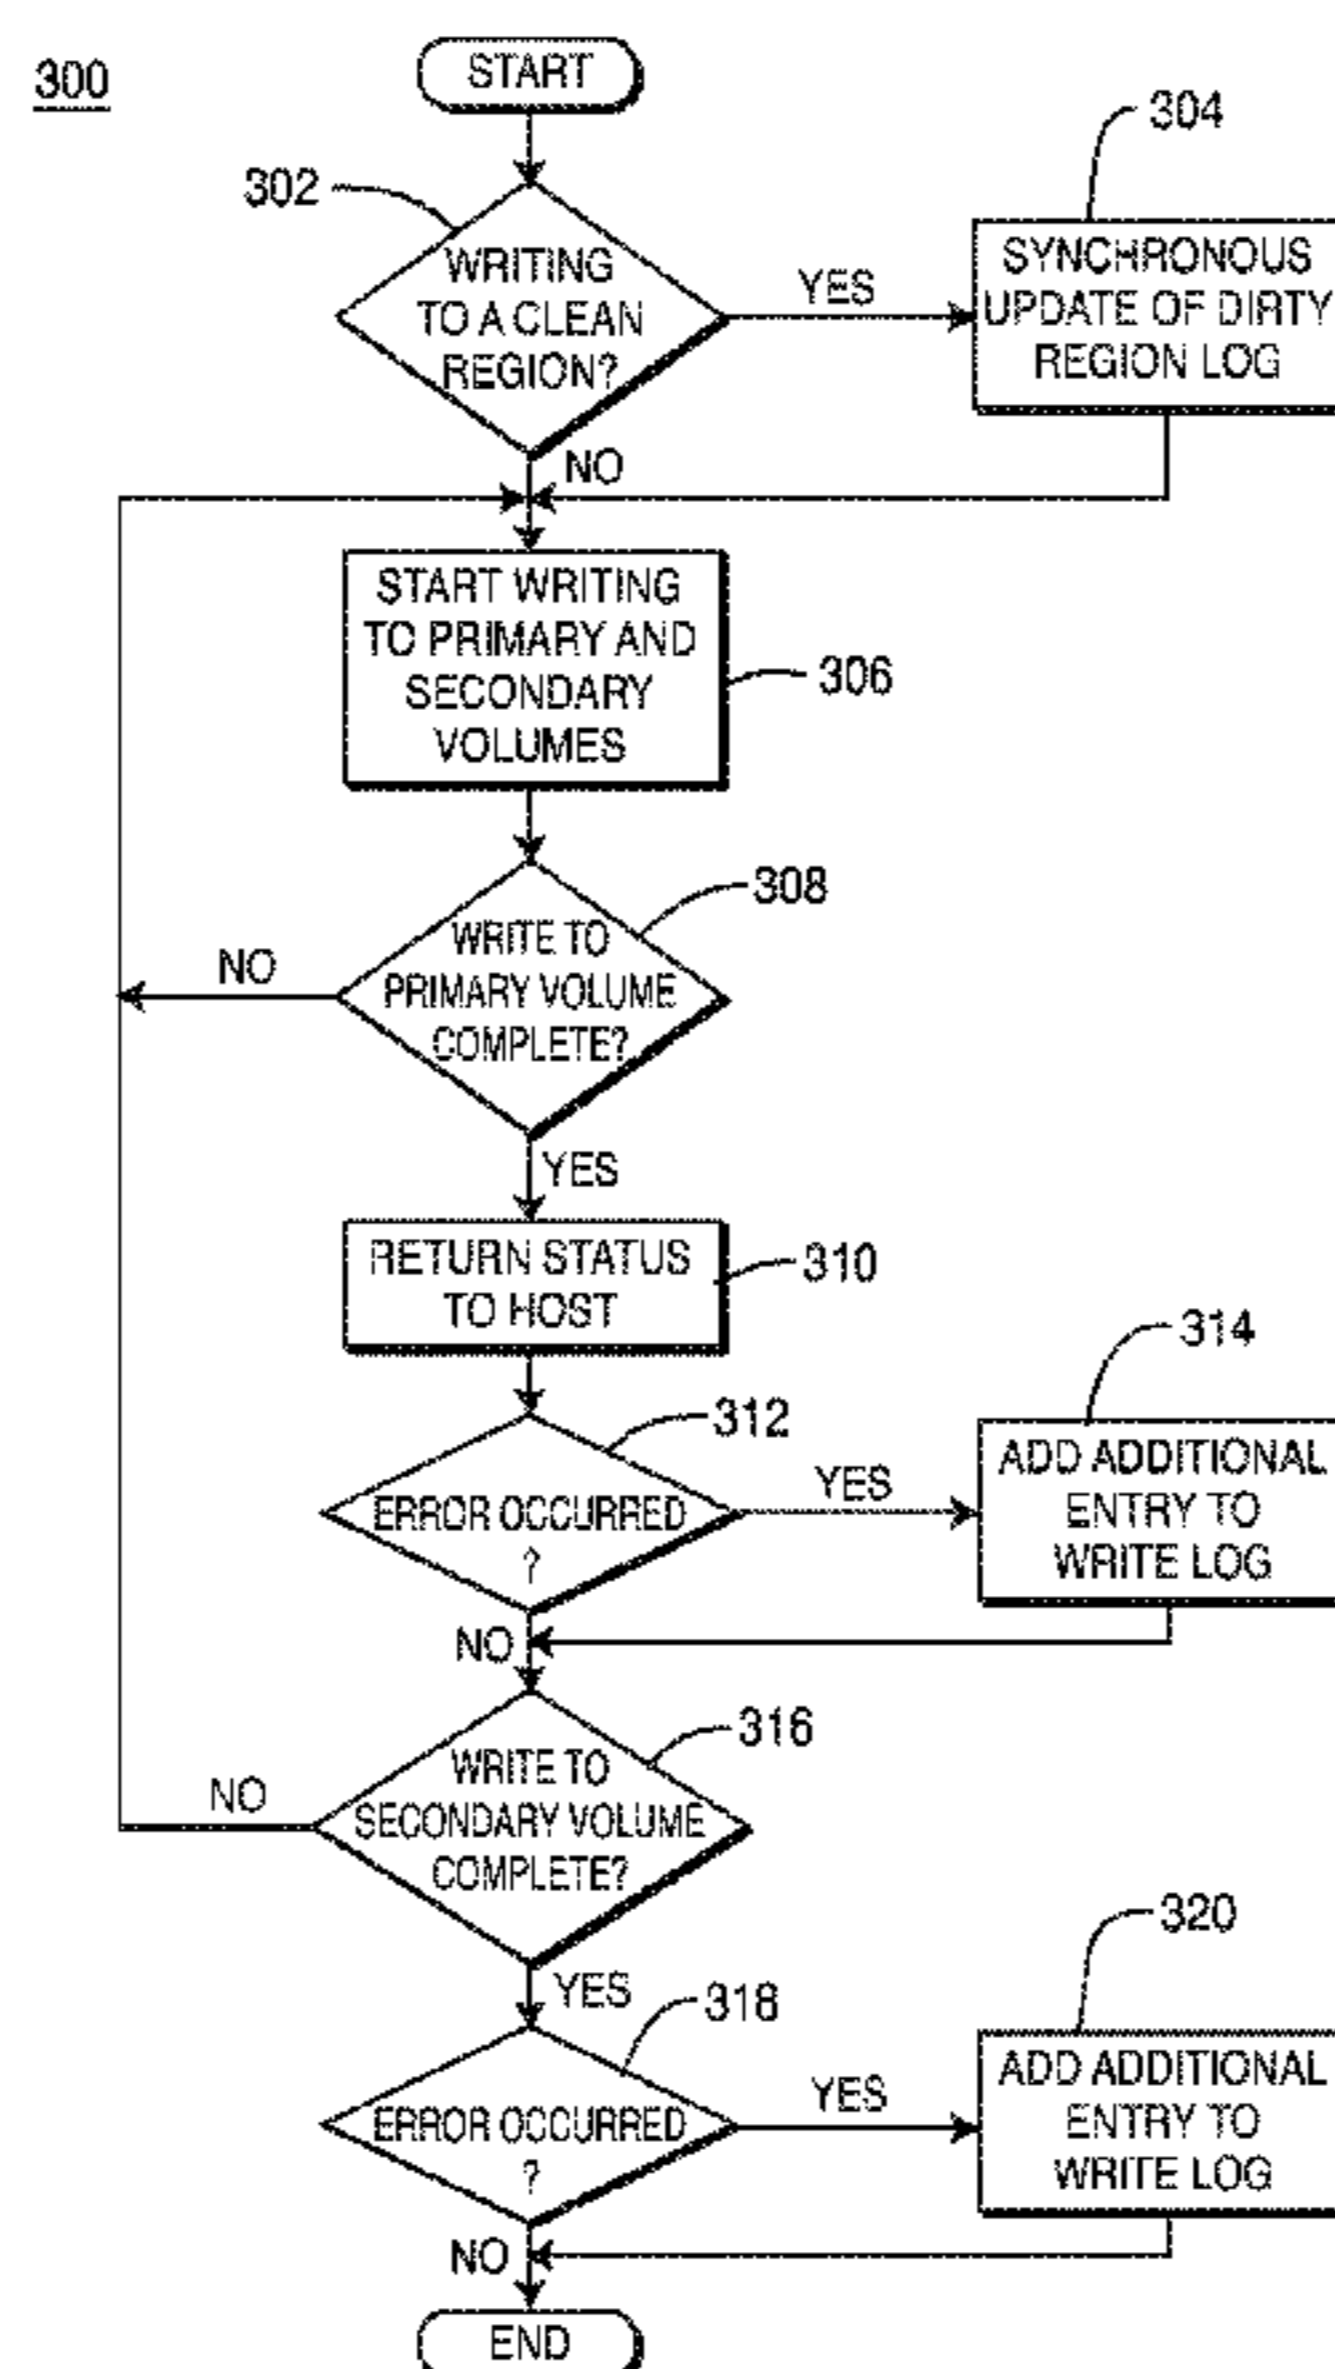 300
START
304
302
WRITING
TO A CLEAN
REGION?
YES
SYNCHRONOUS
UPDATE OF DIRTY
REGION LOG
NO
START WRITING
TO PRIMARY AND
SECONDARY
VOLUMES
306
308
WRITE TO
PRIMARY VOLUME
COMPLETE?
NO
YES
RETURN STATUS
TO HOST
310
314
312
ERROR OCCURRED
?
YES
ADD ADDITIONAL
ENTRY TO
WRITE LOG
NO
316
WRITE TO
SECONDARY VOLUME
COMPLETE?
NO
YES
320
318
ERROR OCCURRED
?
YES
ADD ADDITIONAL
ENTRY TO
WRITE LOG
NO
END